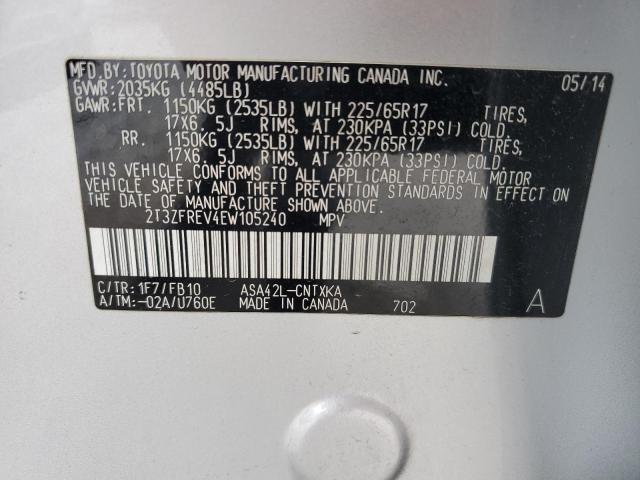 MFD.BY: TOYOTA MOTOR MANUFACTURING CANADA INC. 05/14
GVWR: 2035KG (4485LB)
GAWR: FRT. 1150KG (2535LB) WITH 225/65R17 TIRES,
17X6.5J RIMS, AT 230KPA (33PSI) COLD.
RR. 1150KG (2535LB) WITH 225/65R17 TIRES,
17X6.5J RIMS, AT 230KPA (33PSI) COLD.
THIS VEHICLE CONFORMS TO ALL APPLICABLE FEDERAL MOTOR
VEHICLE SAFETY AND THEFT PREVENTION STANDARDS IN EFFECT ON
THE DATE OF MANUFACTURE SHOWN ABOVE.
2T3ZFREV4EW105240 MPV
C/TR: 1F7/FB10 ASA42L-CNTXKA
A/TM: -02A/U760E MADE IN CANADA 702 A